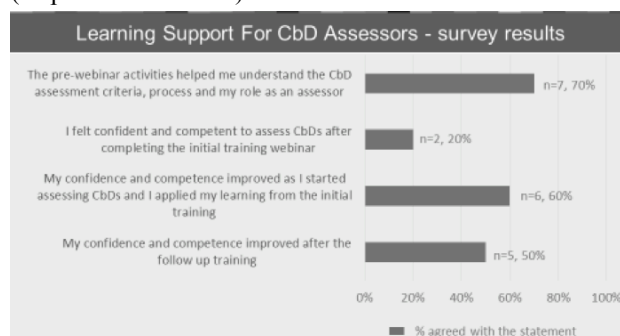 Learning Support For CbD Assessors - survey results
The pre-webinar activities helped me understand the CbD
assessment criteria, process and my role as an assessor
n=7, 70%
I felt confident and competent to assess CbDs after
completing the initial training webinar
n=2, 20%
My confidence and competence improved as I started
assessing CbDs and I applied my learning from the initial
training
n=6, 60%
My confidence and competence improved after the
follow up training
n=5, 50%
0% 20% 40% 60% 80% 100%
% agreed with the statement